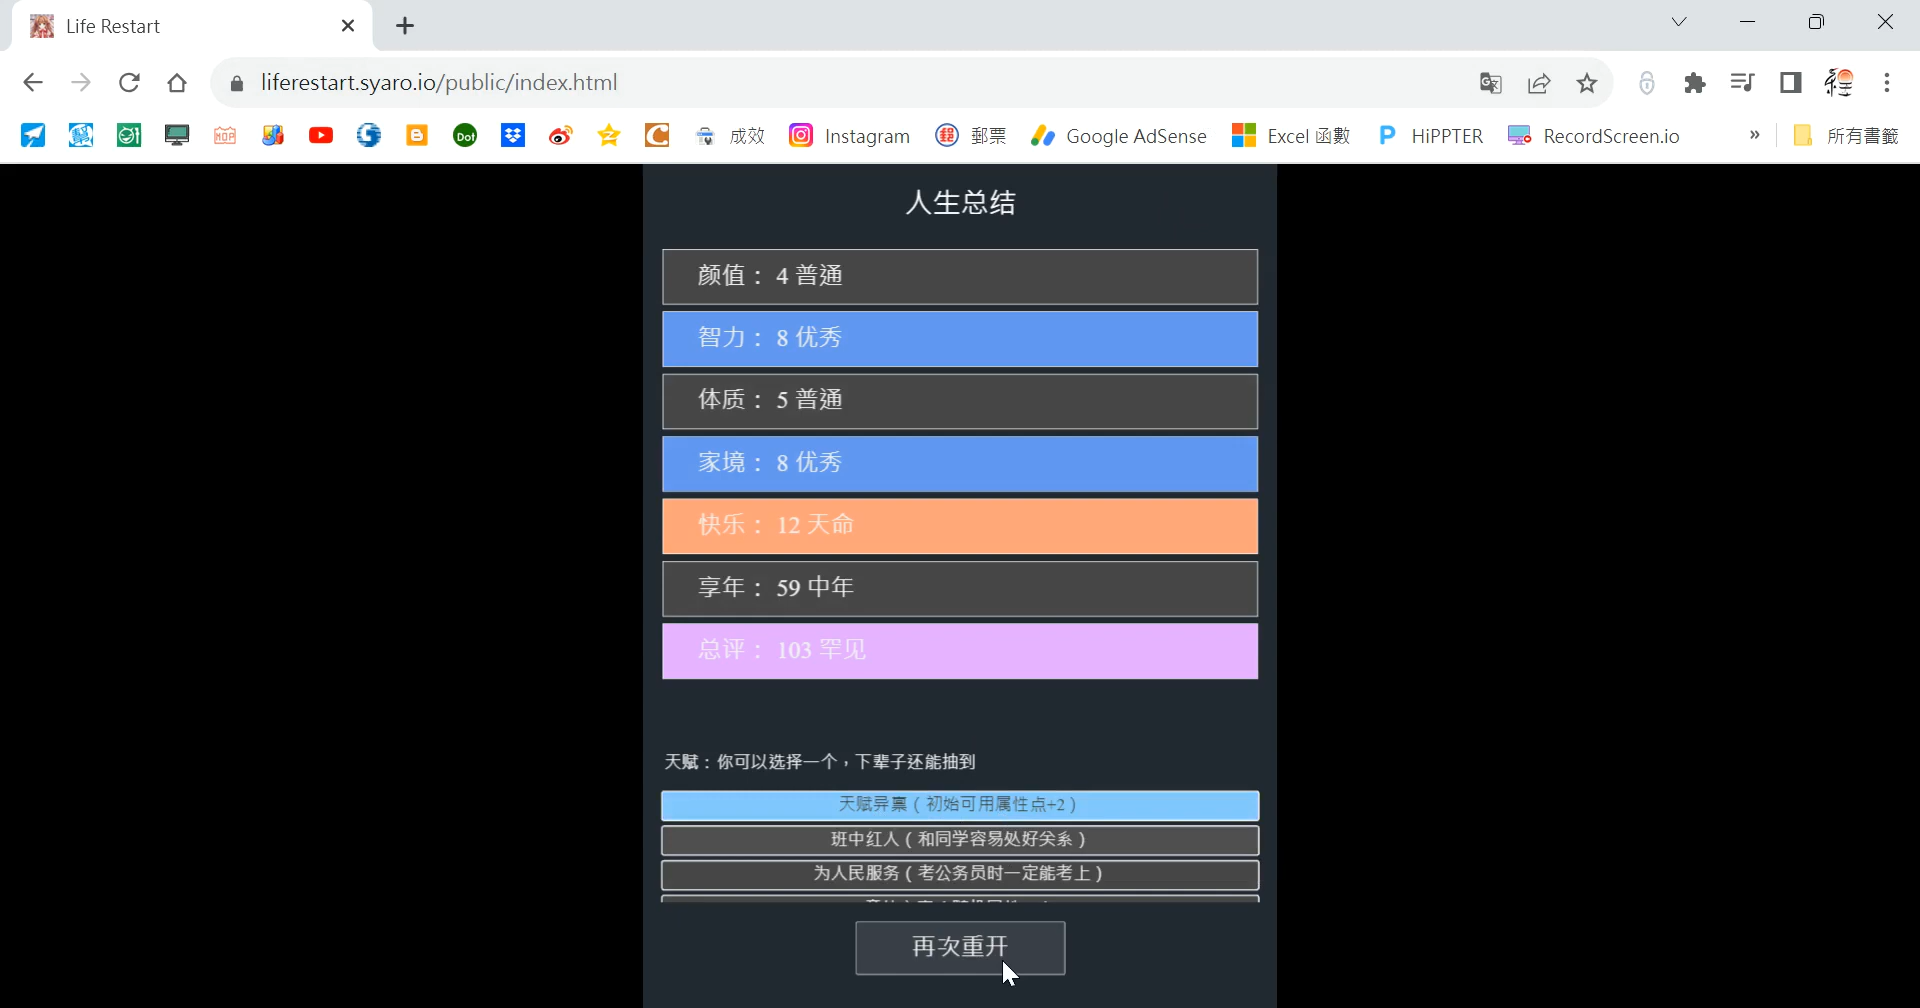 Life Restart
liferestart.syaro.io/public/index.html
成效
Instagram
郵票
Google AdSense
Excel 函數
HiPPTER
RecordScreen.io
»
所有書籤
人生总结
颜值： 4 普通
智力： 8 优秀
体质： 5 普通
家境： 8 优秀
快乐： 12 天命
享年： 59 中年
总评： 103 罕见
天赋：你可以选择一个，下辈子还能抽到
天赋异禀（初始可用属性点+2）
班中红人（和同学容易处好关系）
为人民服务（考公务员时一定能考上）
再次重开